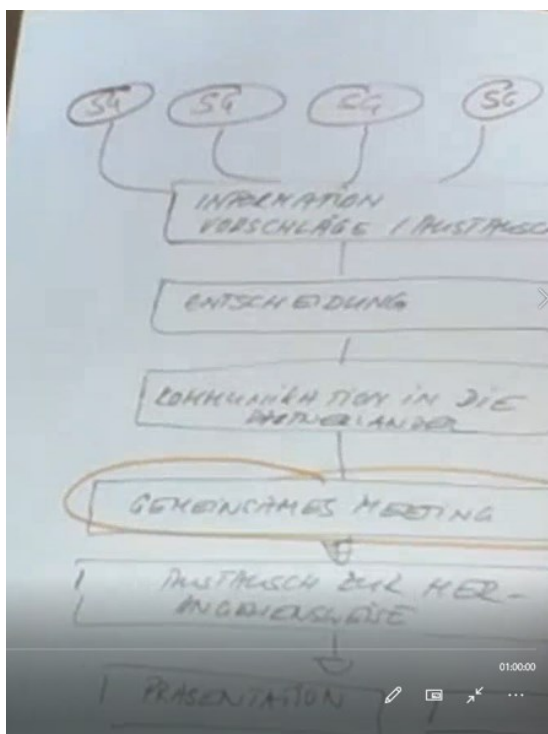 SG SG SG SG
INFORMATION
VORSCHLÄGE / AUSTAUSCH
ENTSCHEIDUNG
KOMMUNIKATION IN DIE
PARTNERLÄNDER
GEMEINSAMES MEETING
AUSTAUSCH ZUR HER-
ANGEHENSWEISE
01:00:00
PRÄSENTATION